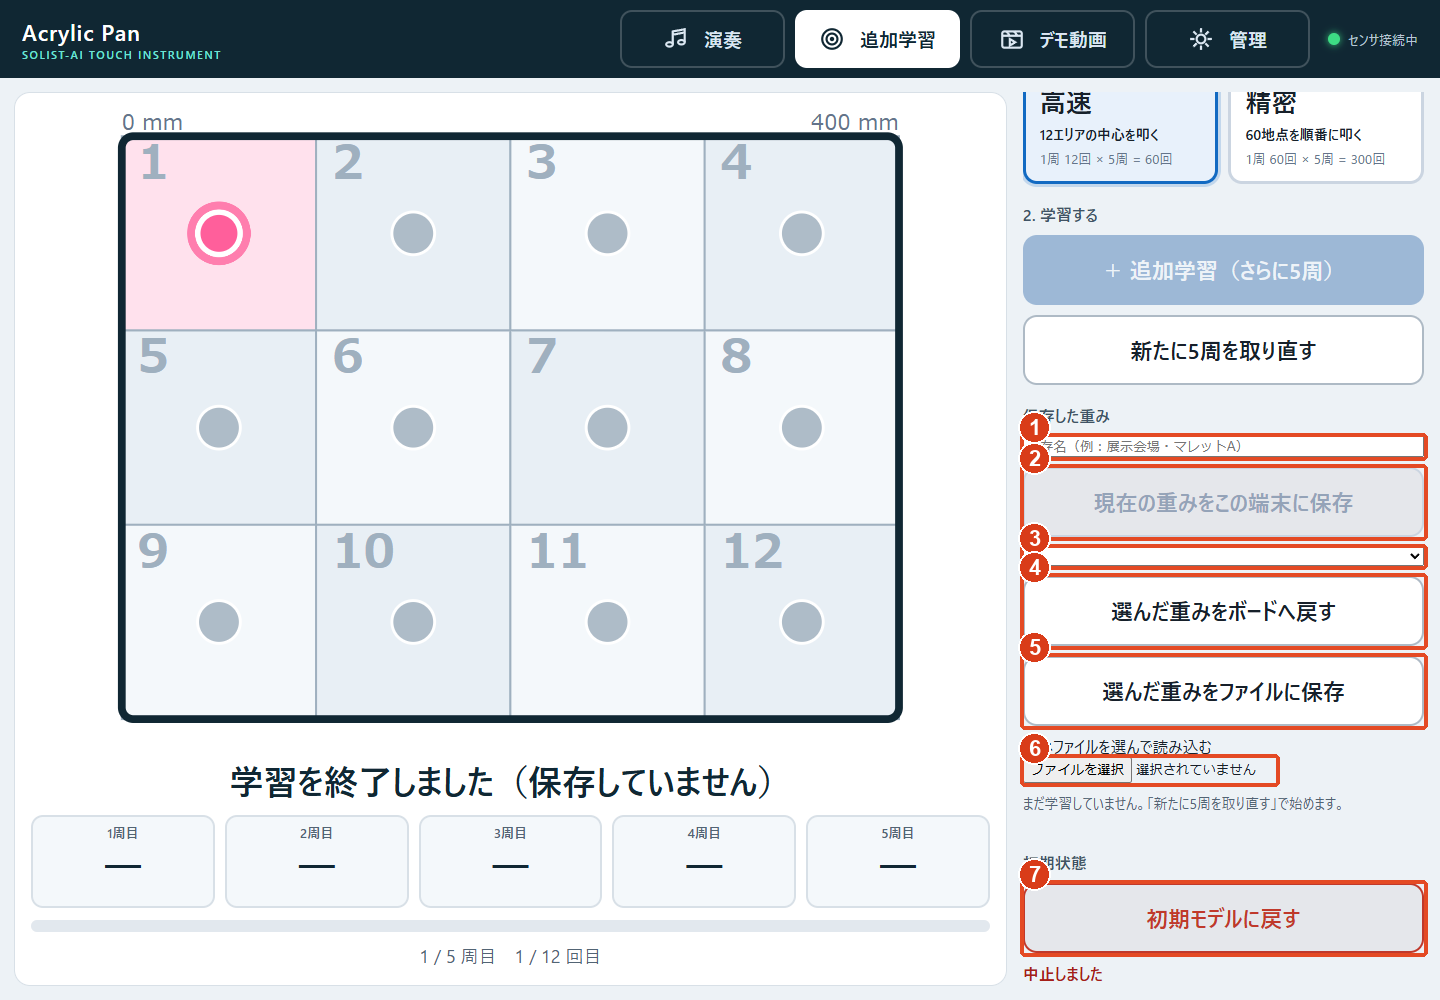 Acrylic Pan
SOLIST-AI TOUCH INSTRUMENT
演奏
追加学習
デモ動画
管理
センサ接続中
0 mm
400 mm
1
2
3
4
5
6
7
8
9
10
11
12
学習を終了しました（保存していません）
1周目
—
2周目
—
3周目
—
4周目
—
5周目
—
1 / 5 周目 1 / 12 回目
高速
12エリアの中心を叩く
1周 12回 × 5周 = 60回
精密
60地点を順番に叩く
1周 60回 × 5周 = 300回
2. 学習する
＋ 追加学習（さらに5周）
新たに5周を取り直す
保存した重み
1
存名（例：展示会場・マレットA）
2
現在の重みをこの端末に保存
3
4
選んだ重みをボードへ戻す
5
選んだ重みをファイルに保存
6
ファイルを選んで読み込む
ファイルを選択 選択されていません
まだ学習していません。「新たに5周を取り直す」で始めます。
期状態
7
初期モデルに戻す
中止しました